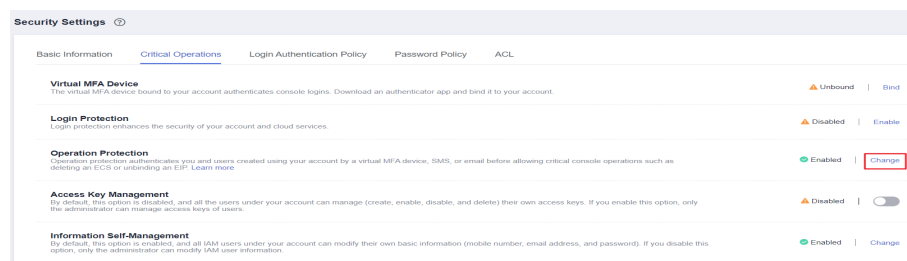 Security Settings ?
Basic Information Critical Operations Login Authentication Policy Password Policy ACL
Virtual MFA Device
The virtual MFA device bound to your account authenticates console logins. Download an authenticator app and bind it to your account.
Unbound | Bind
Login Protection
Login protection enhances the security of your account and cloud services.
Disabled | Enable
Operation Protection
Operation protection authenticates you and users created using your account by a virtual MFA device, SMS, or email before allowing critical console operations such as
deleting an ECS or unbinding an EIP. Learn more
Enabled | Change
Access Key Management
By default, this option is disabled, and all the users under your account can manage (create, enable, disable, and delete) their own access keys. If you enable this option, only
the administrator can manage access keys of users.
Disabled |
Information Self-Management
By default, this option is enabled, and all IAM users under your account can modify their own basic information (mobile number, email address, and password). If you disable this
option, only the administrator can modify IAM user information.
Enabled | Change